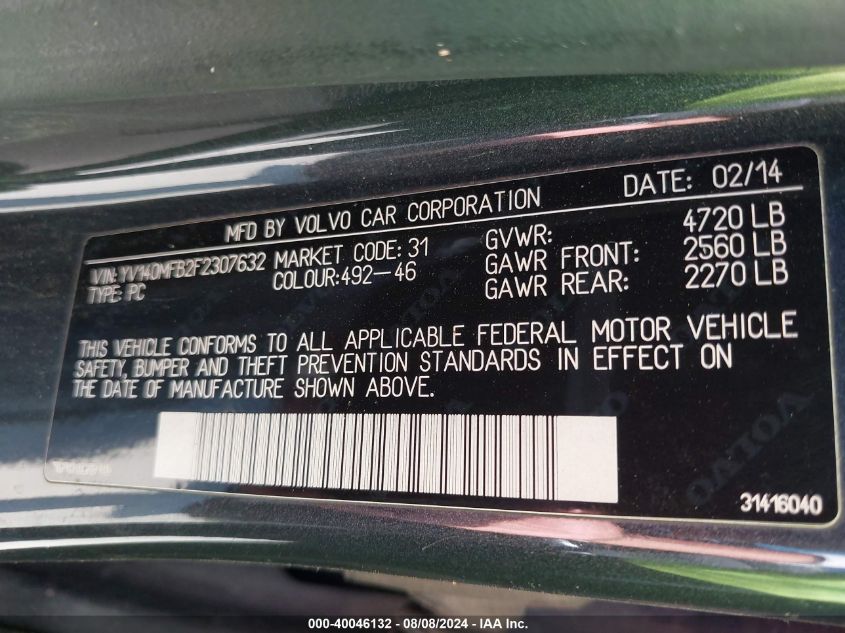 MFD BY VOLVO CAR CORPORATION
DATE: 02/14
VIN: YV140MFB2F2307632
TYPE: PC
MARKET CODE: 31
COLOUR:492-46
GVWR: 4720 LB
GAWR FRONT: 2560 LB
GAWR REAR: 2270 LB
THIS VEHICLE CONFORMS TO ALL APPLICABLE FEDERAL MOTOR VEHICLE
SAFETY, BUMPER AND THEFT PREVENTION STANDARDS IN EFFECT ON
THE DATE OF MANUFACTURE SHOWN ABOVE.
VOLVO
31416040
000-40046132 - 08/08/2024 - IAA Inc.